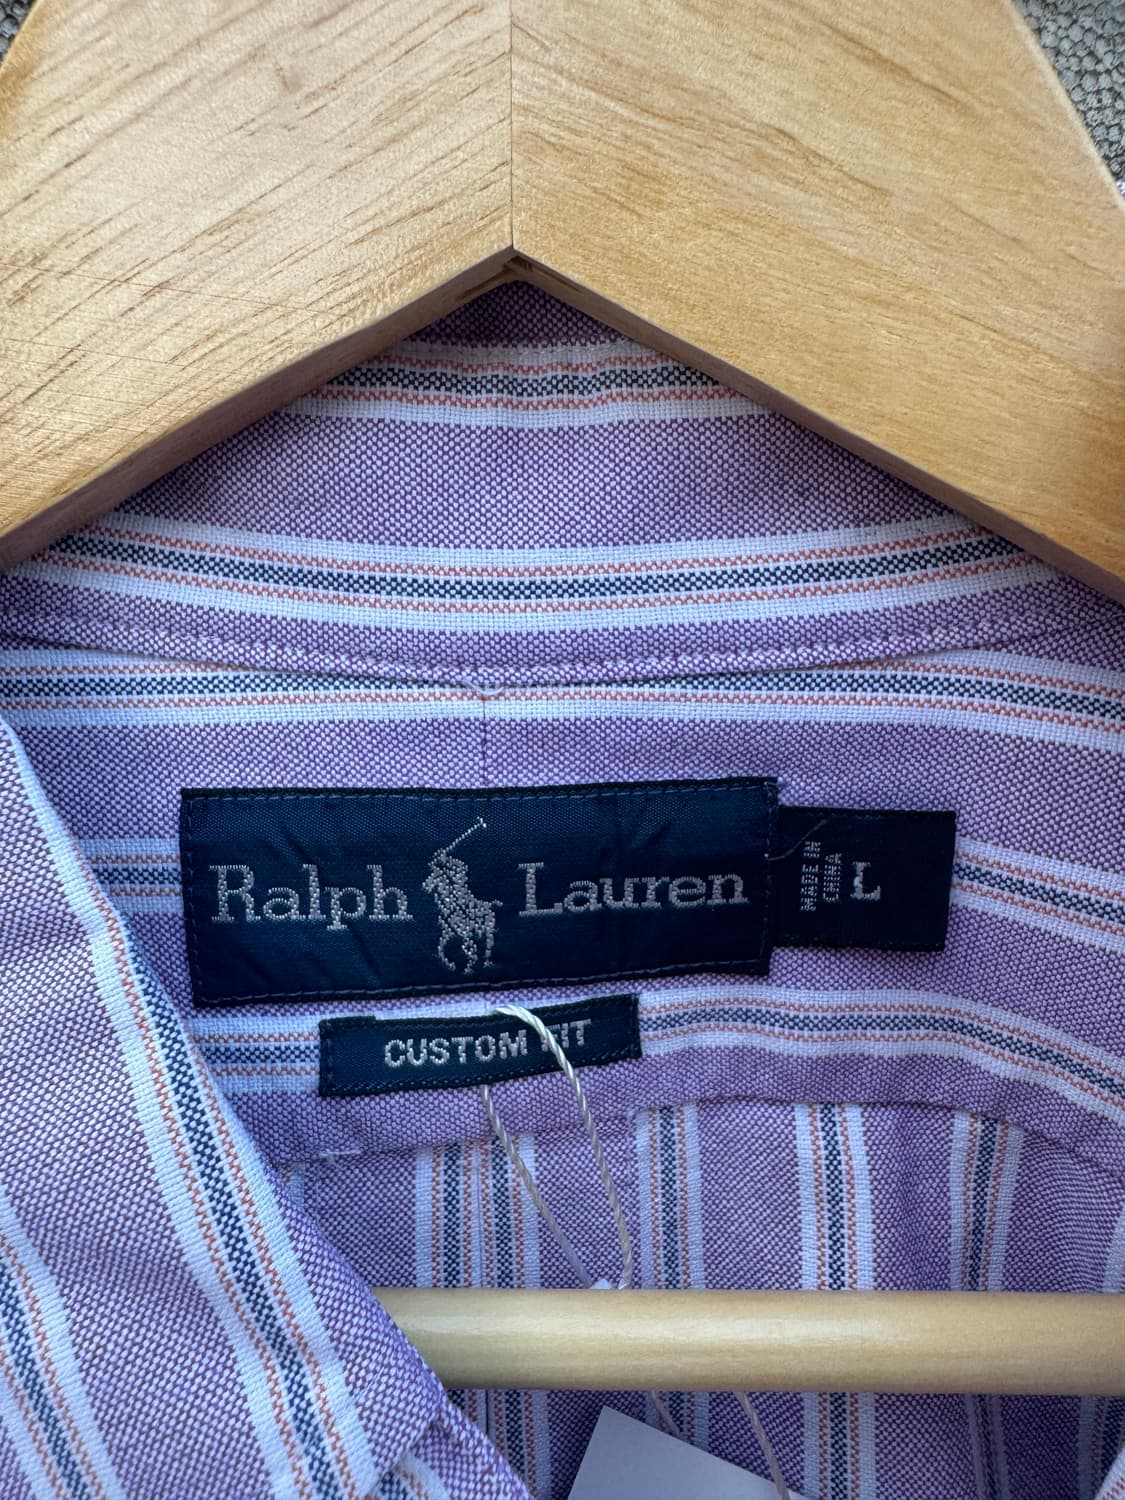 Ralph Lauren
MADE IN
CHINA
L
CUSTOM FIT